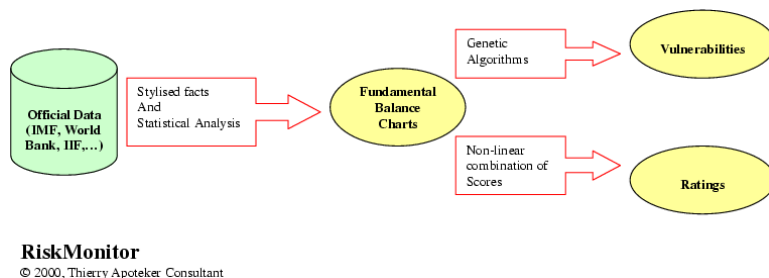 Official Data
(IMF, World
Bank, IIF,...)
Stylised facts
And
Statistical Analysis
Fundamental
Balance
Charts
Genetic
Algorithms
Vulnerabilities
Non-linear
combination of
Scores
Ratings
RiskMonitor
© 2000, Thierry Apoteker Consultant